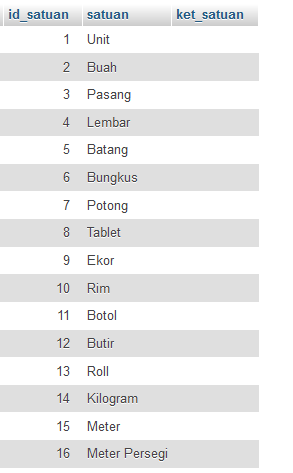 id_satuan satuan ket_satuan
1 Unit
2 Buah
3 Pasang
4 Lembar
5 Batang
6 Bungkus
7 Potong
8 Tablet
9 Ekor
10 Rim
11 Botol
12 Butir
13 Roll
14 Kilogram
15 Meter
16 Meter Persegi